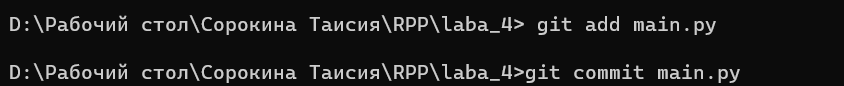 D:\Рабочий стол\Сорокина Таисия\RPP\laba_4> git add main.py
D:\Рабочий стол\Сорокина Таисия\RPP\laba_4>git commit main.py